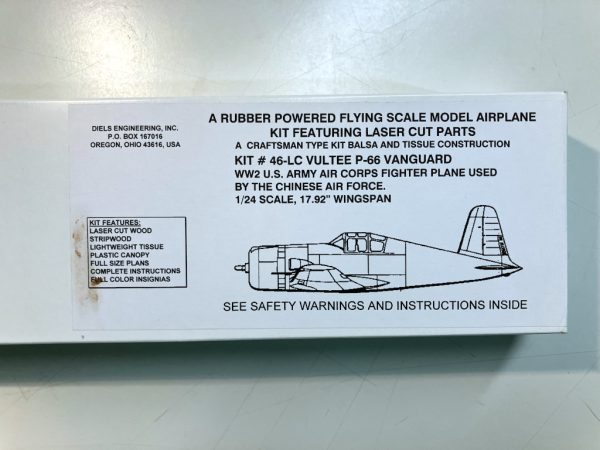 A RUBBER POWERED FLYING SCALE MODEL AIRPLANE
KIT FEATURING LASER CUT PARTS
A CRAFTSMAN TYPE KIT BALSA AND TISSUE CONSTRUCTION
KIT # 46-LC VULTEE P-66 VANGUARD
WW2 U.S. ARMY AIR CORPS FIGHTER PLANE USED
BY THE CHINESE AIR FORCE.
1/24 SCALE, 17.92" WINGSPAN
DIELS ENGINEERING, INC.
P.O. BOX 167016
OREGON, OHIO 43616, USA
KIT FEATURES:
LASER CUT WOOD
STRIPWOOD
LIGHTWEIGHT TISSUE
PLASTIC CANOPY
FULL SIZE PLANS
COMPLETE INSTRUCTIONS
FULL COLOR INSIGNIAS
SEE SAFETY WARNINGS AND INSTRUCTIONS INSIDE